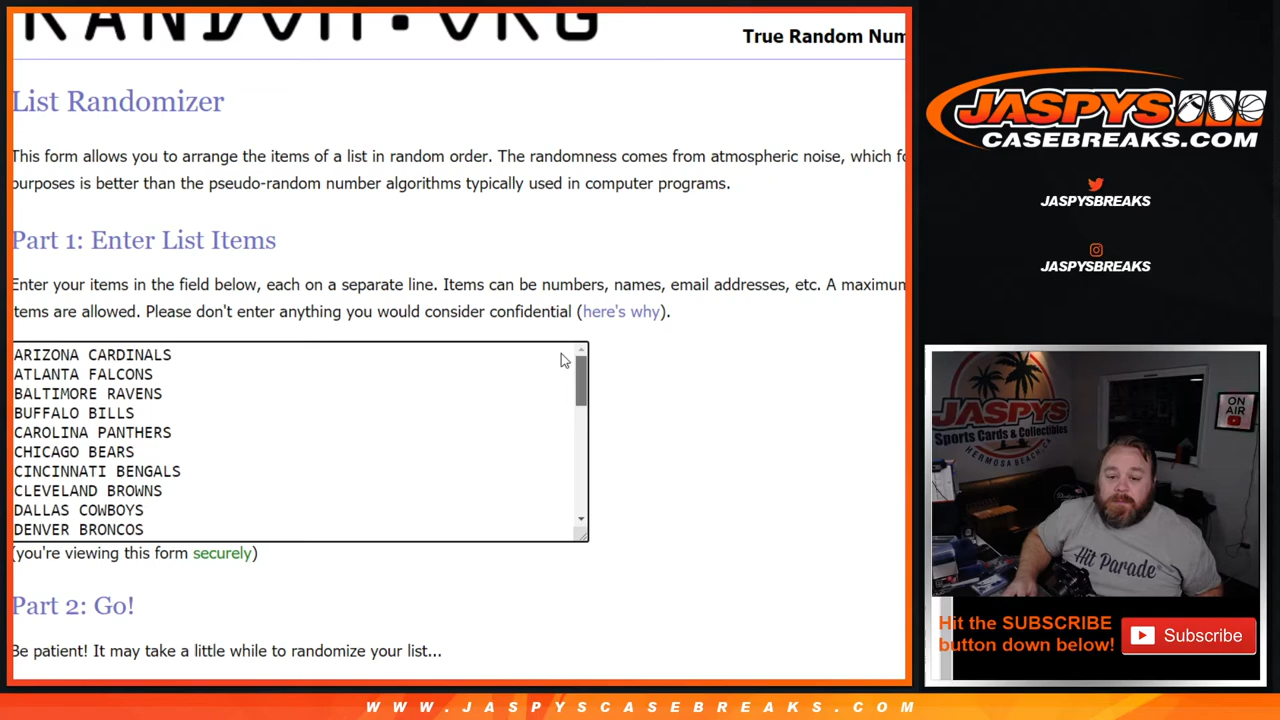 RANDOM.ORG
True Random Num
List Randomizer
This form allows you to arrange the items of a list in random order. The randomness comes from atmospheric noise, which fo
purposes is better than the pseudo-random number algorithms typically used in computer programs.
Part 1: Enter List Items
Enter your items in the field below, each on a separate line. Items can be numbers, names, email addresses, etc. A maximum
items are allowed. Please don't enter anything you would consider confidential (here's why).
ARIZONA CARDINALS
ATLANTA FALCONS
BALTIMORE RAVENS
BUFFALO BILLS
CAROLINA PANTHERS
CHICAGO BEARS
CINCINNATI BENGALS
CLEVELAND BROWNS
DALLAS COWBOYS
DENVER BRONCOS
(you're viewing this form securely)
Part 2: Go!
Be patient! It may take a little while to randomize your list...
JASPYS
CASEBREAKS.COM
JASPYSBREAKS
JASPYSBREAKS
JASPYS
Sports Cards & Collectibles
HERMOSA BEACH, CA
ON
AIR
Hit Parade
Hit the SUBSCRIBE
button down below!
Subscribe
WWW.JASPYSCASEBREAKS.COM